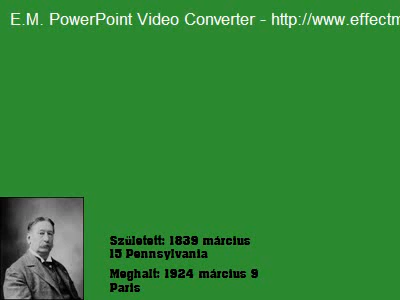 E.M. PowerPoint Video Converter - http://www.effectm
Született: 1839 március
15 Pennsylvania
Meghalt: 1924 március 9
Paris